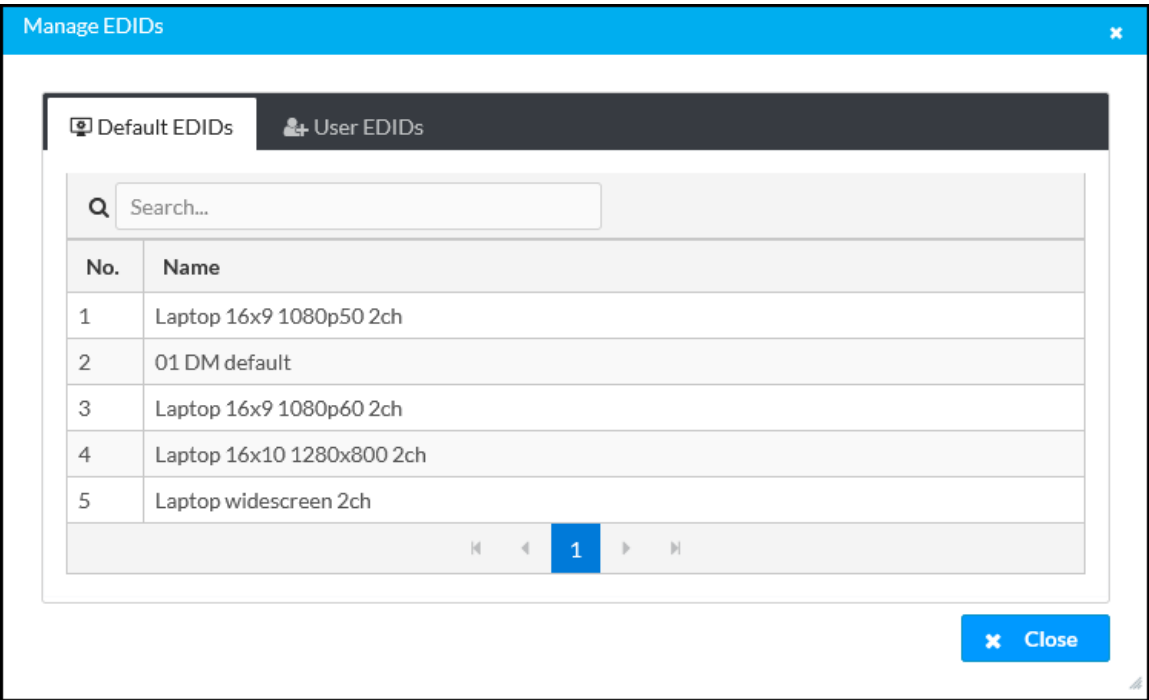 Manage EDIDs
Default EDIDs User EDIDs
Search...
No. Name
1 Laptop 16x9 1080p50 2ch
2 01 DM default
3 Laptop 16x9 1080p60 2ch
4 Laptop 16x10 1280x800 2ch
5 Laptop widescreen 2ch
1
Close